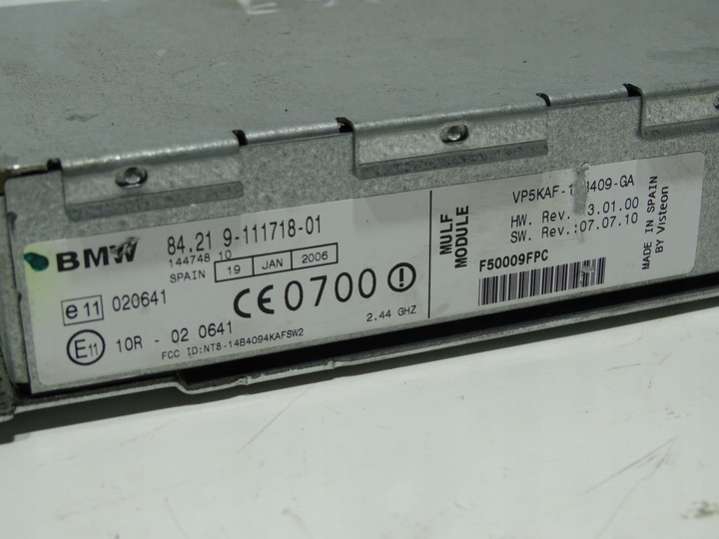 BMW 84.21 9-111718-01
144748 10
SPAIN 19 JAN 2006
e11 020641
CE0700
E11 10R - 02 0641
2.44 GHZ
FCC ID:NT8-14B4094KAFSW2
MULF
MODULE
HW. Rev.
SW. Rev.:07.07.10
F50009FPC
MADE IN SPAIN
BY Visteon